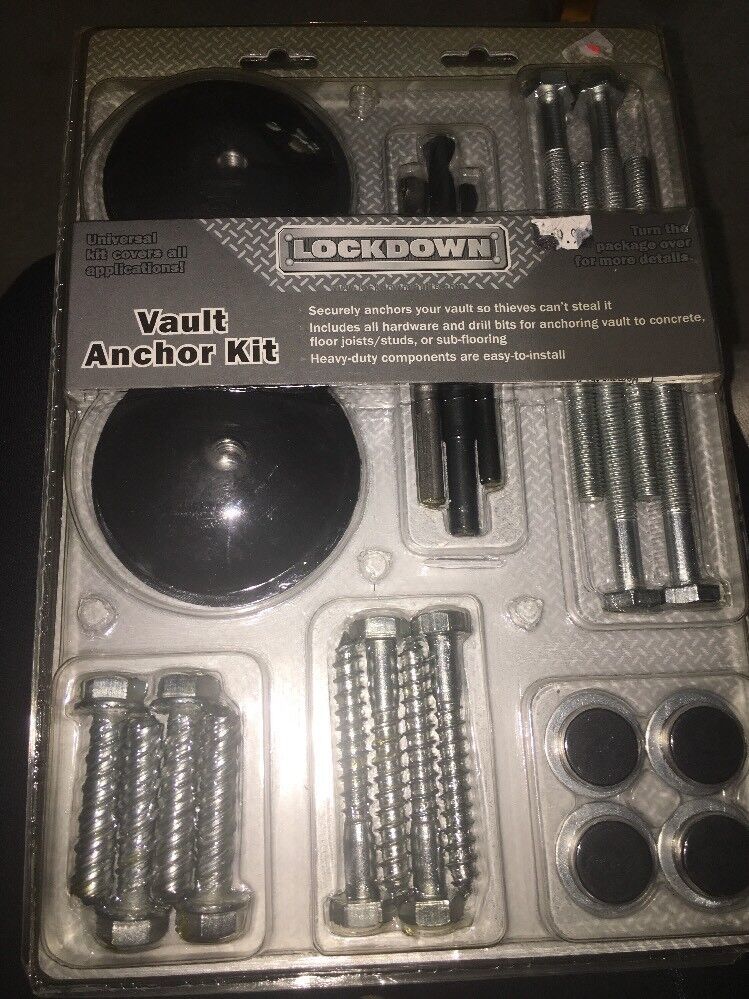 Universal
kit covers all
applications!
LOCKDOWN
Turn the
package over
for more details.
Vault
Anchor Kit
Securely anchors your vault so thieves can't steal it
Includes all hardware and drill bits for anchoring vault to concrete,
floor joists/studs, or sub-flooring
Heavy-duty components are easy-to-install